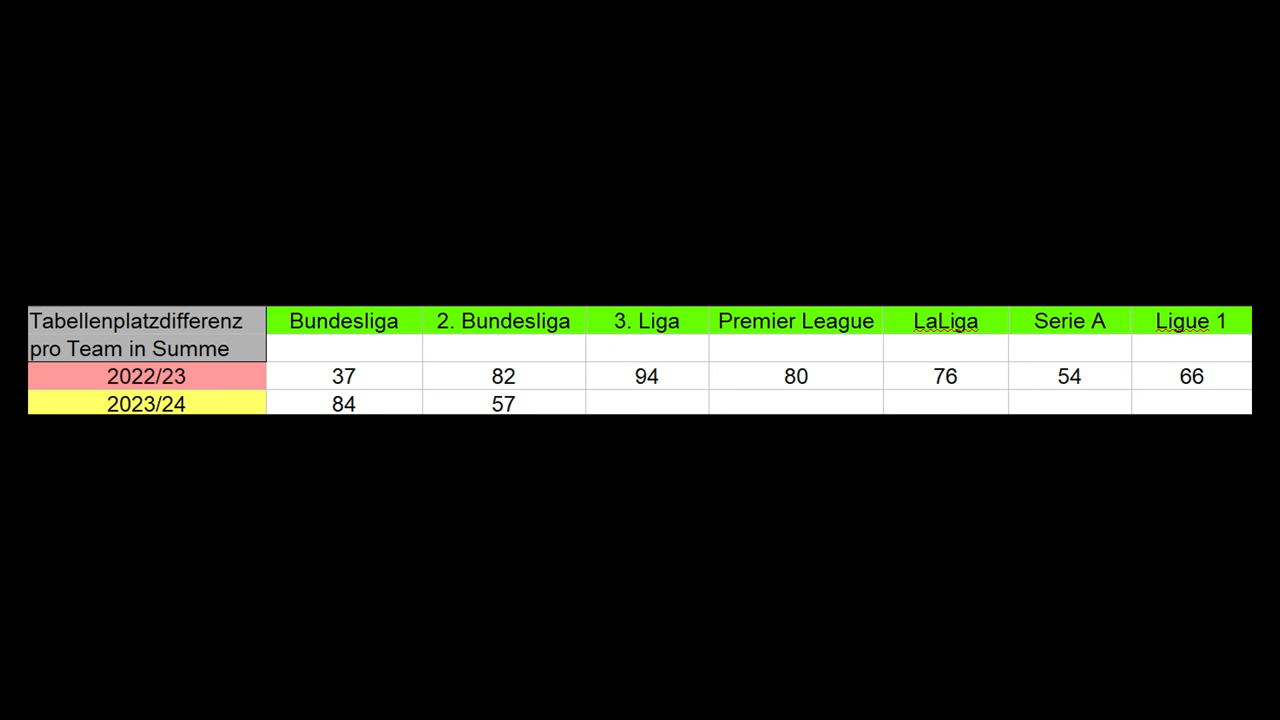 Tabellenplatzdifferenz Bundesliga 2. Bundesliga 3. Liga Premier League LaLiga Serie A Ligue 1
pro Team in Summe
2022/23 37 82 94 80 76 54 66
2023/24 84 57